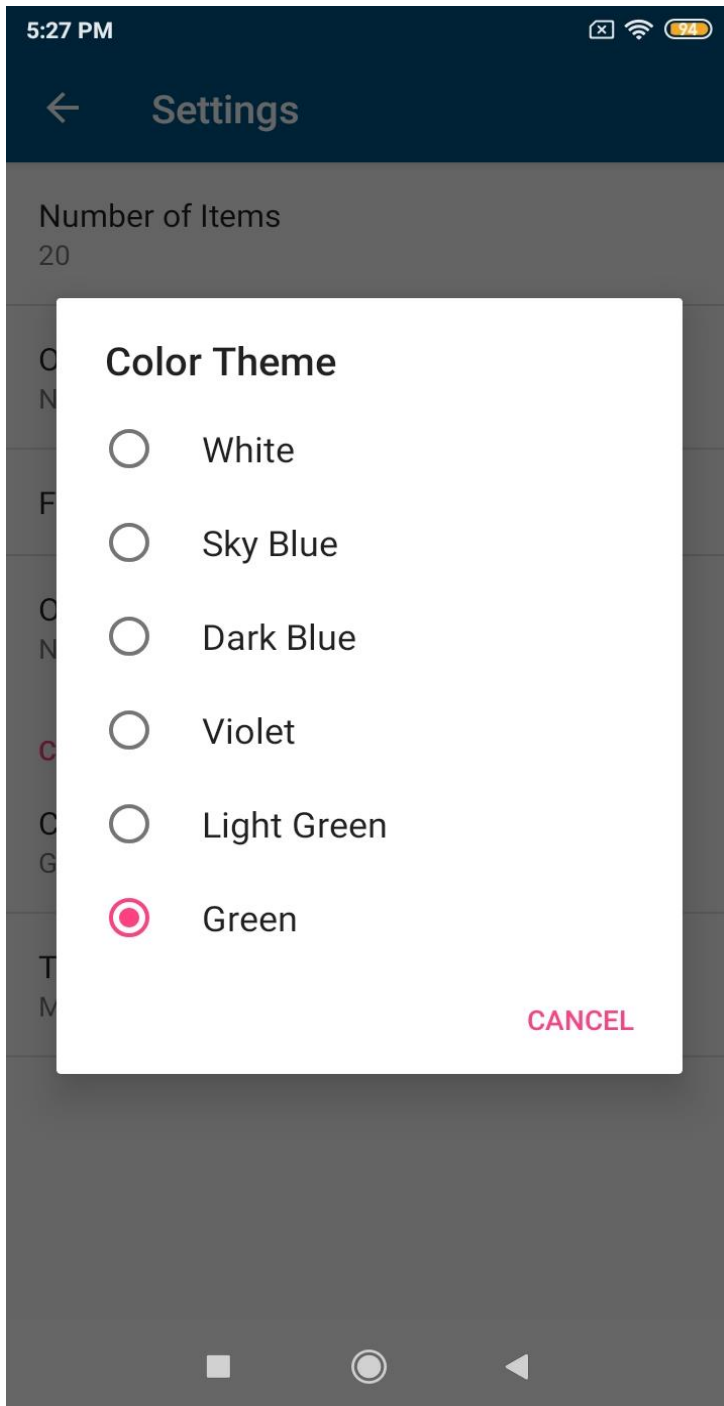 5:27 PM
94
Settings
Number of Items
20
Color Theme
White
Sky Blue
Dark Blue
Violet
Light Green
Green
CANCEL